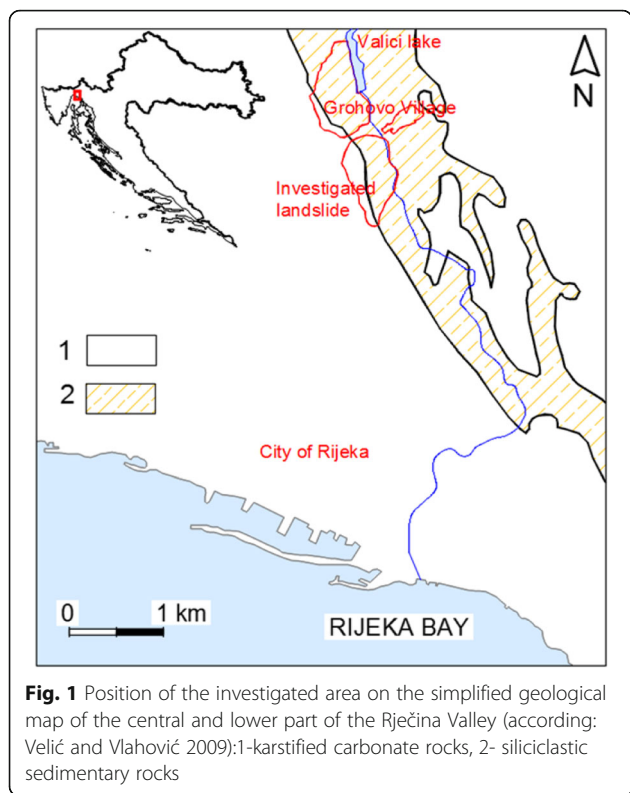 Valici lake
N
Grohovo Village
Investigated
landslide
1
2
City of Rijeka
0 1 km
RIJEKA BAY
Fig. 1 Position of the investigated area on the simplified geological
map of the central and lower part of the Rječina Valley (according:
Velić and Vlahović 2009):1-karstified carbonate rocks, 2- siliciclastic
sedimentary rocks